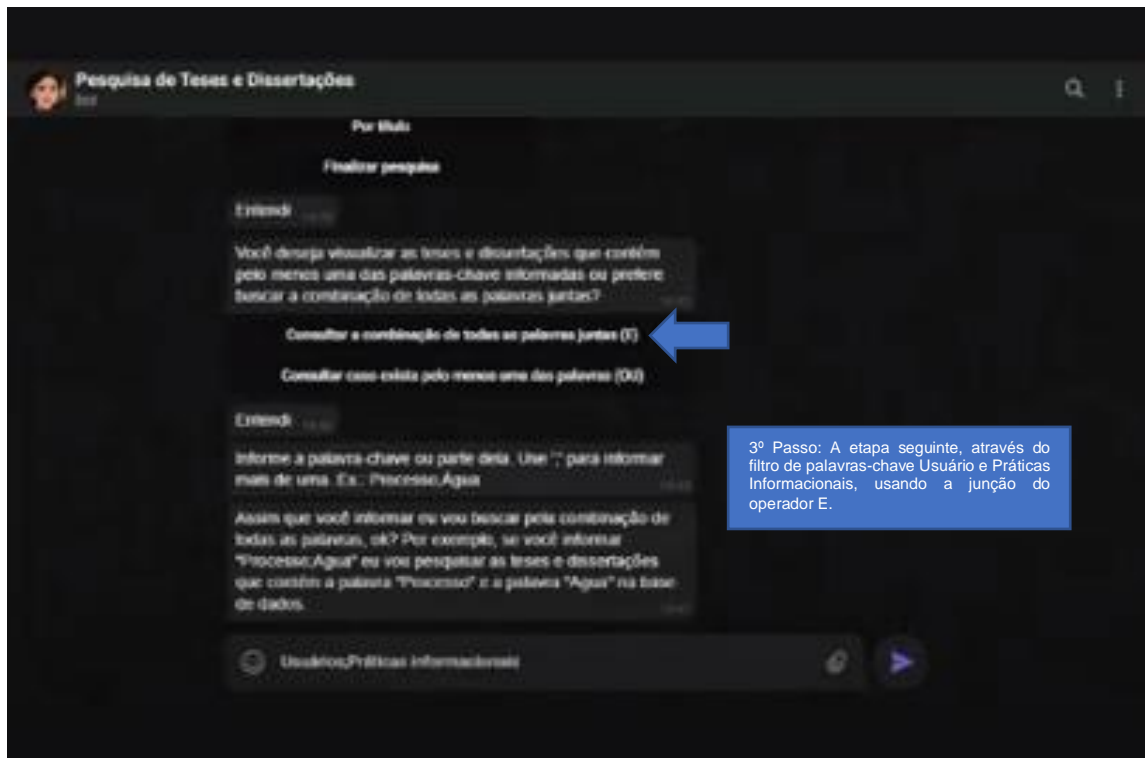 Pesquisa de Teses e Dissertações
bot
Por título
Finalizar pesquisa
Entendi
Você deseja visualizar as teses e dissertações que contém
pelo menos uma das palavras-chave informadas ou prefere
buscar a combinação de todas as palavras juntas?
Consultar a combinação de todas as palavras juntas (E)
Consultar caso exista pelo menos uma das palavras (OU)
Entendi
Informe a palavra-chave ou parte dela. Use ";" para informar
mais de uma. Ex.: Processo;Água
Assim que você informar eu vou buscar pela combinação de
todas as palavras, ok? Por exemplo, se você informar
"Processo;Agua" eu vou pesquisar as teses e dissertações
que contém a palavra "Processo" e a palavra "Agua" na base
de dados.
Usuários;Práticas informacionais
3º Passo: A etapa seguinte, através do
filtro de palavras-chave Usuário e Práticas
Informacionais, usando a junção do
operador E.